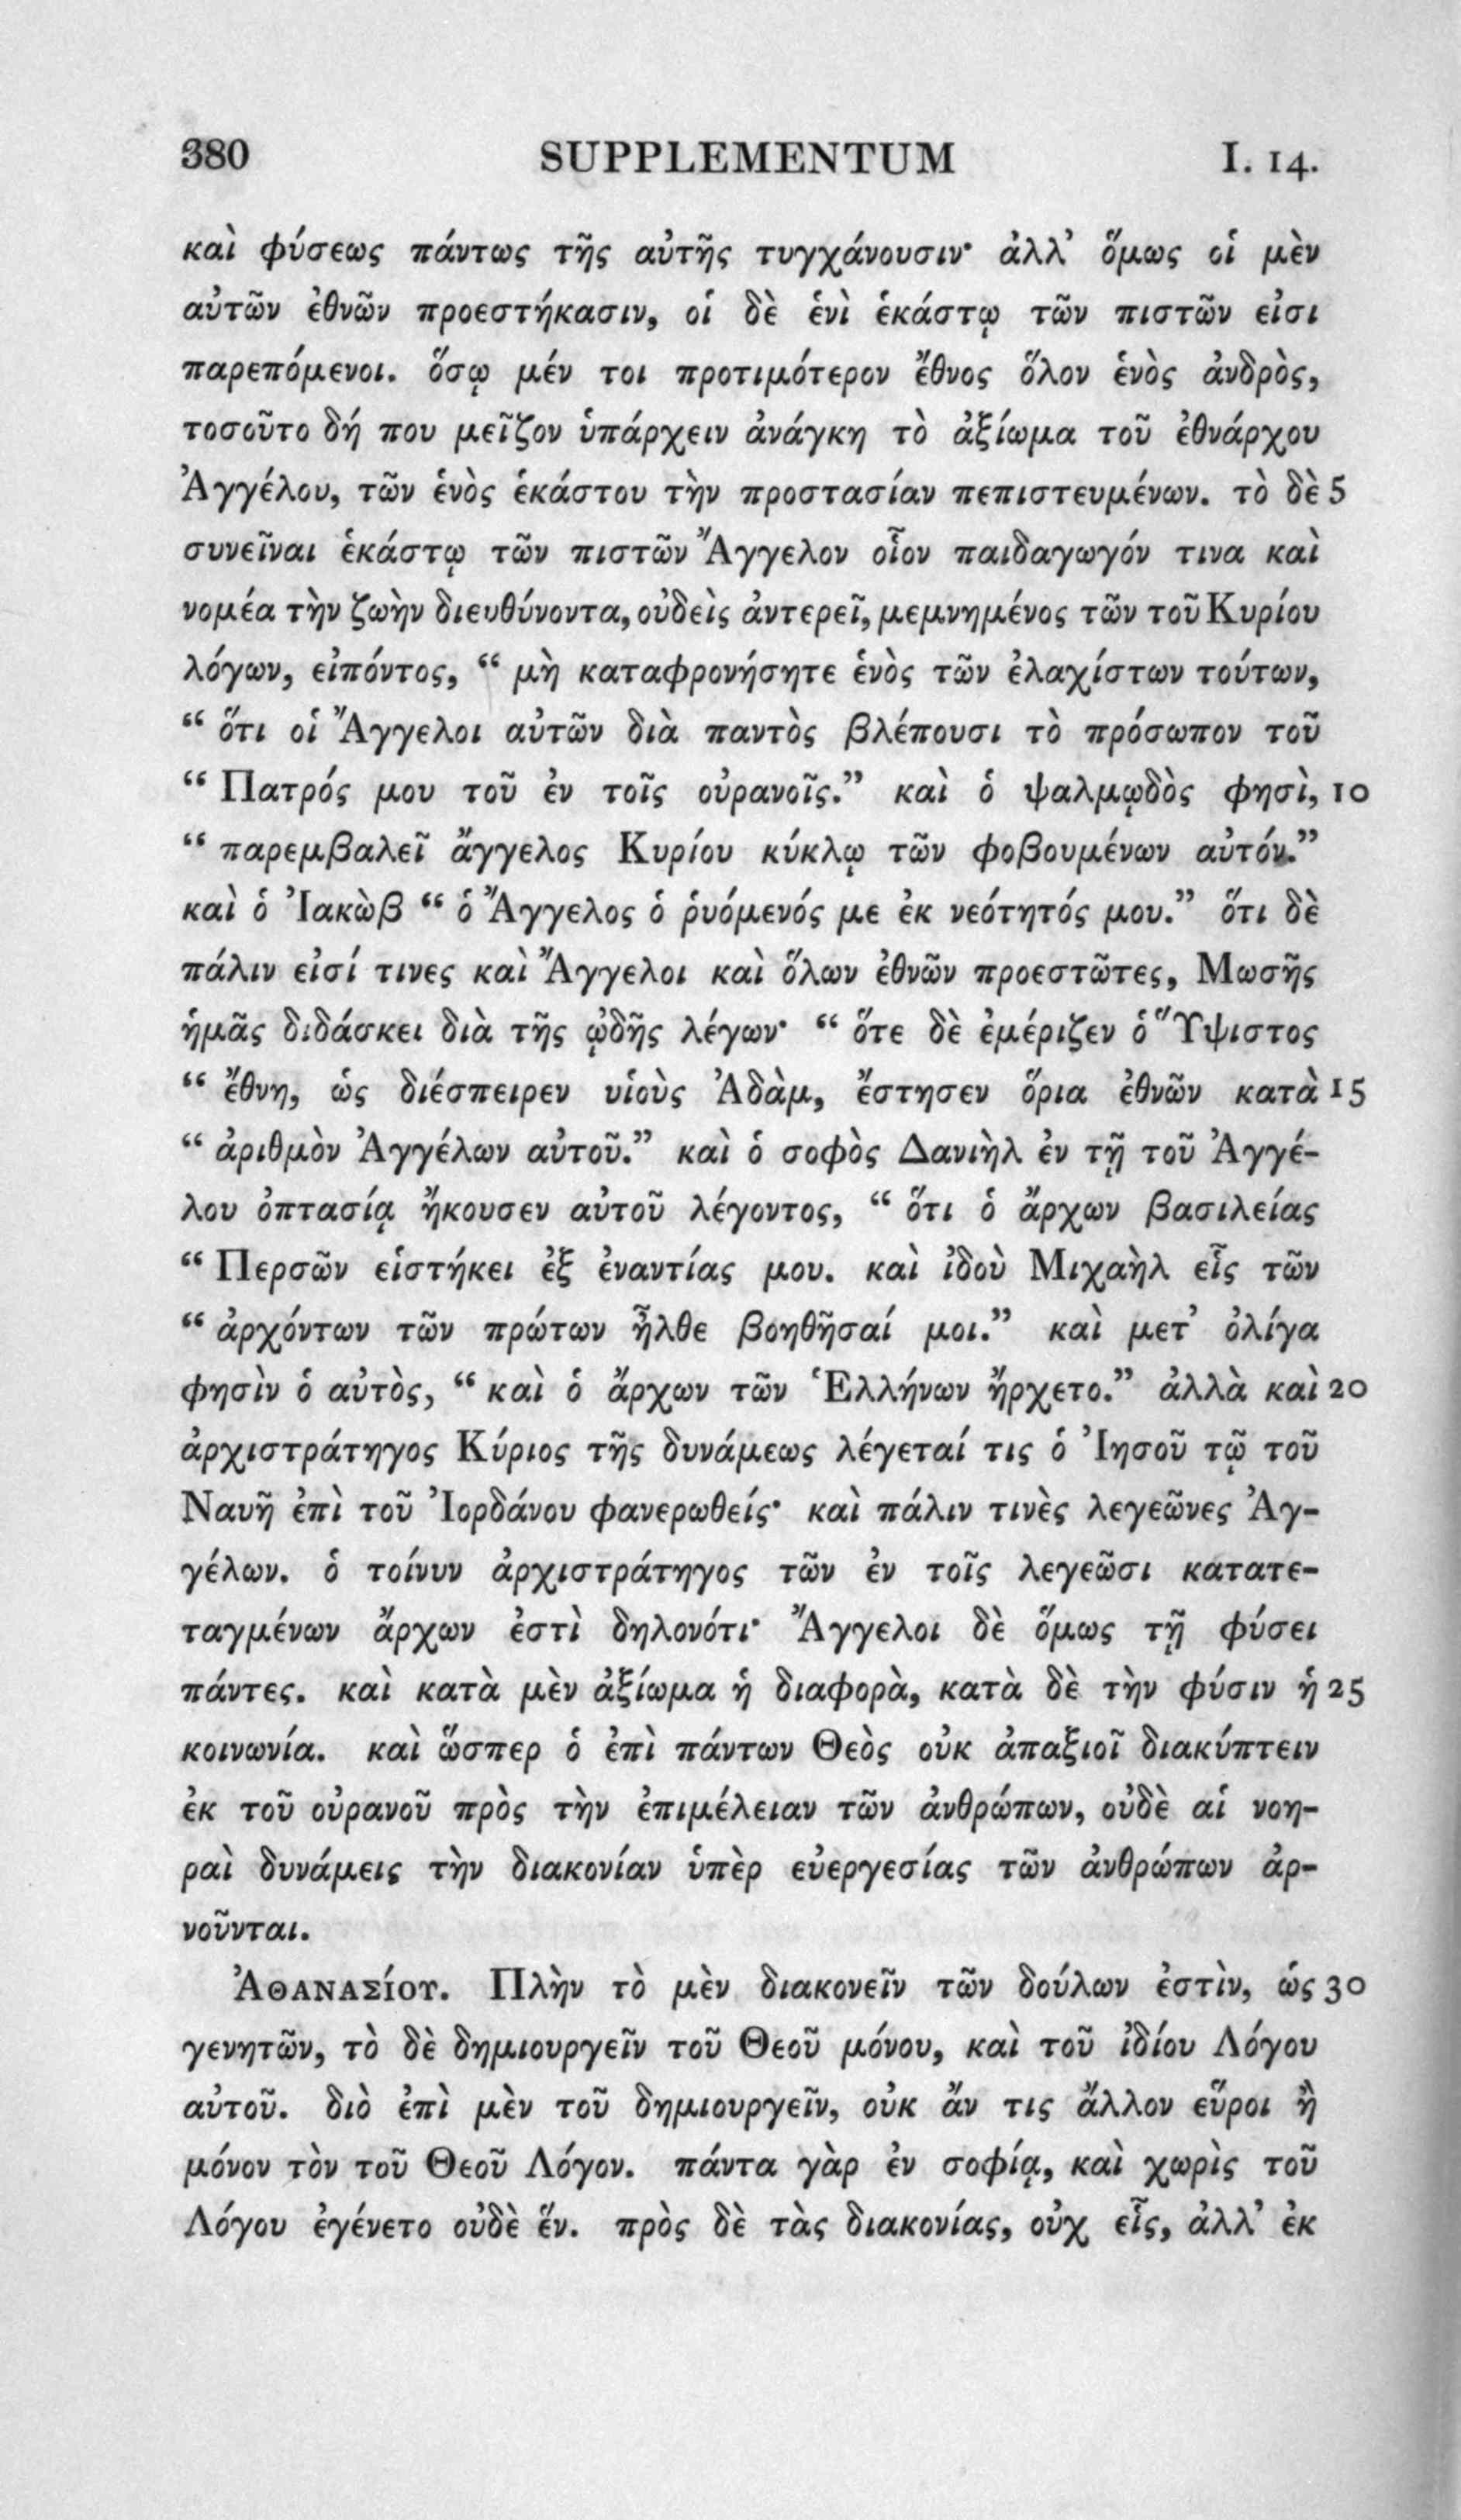 380 SUPPLEMENTUM I. 14.
καὶ φύσεως πάντως τῆς αὐτῆς τυγχάνουσιν· ἀλλ᾽ ὅμως οἱ μὲν
αὐτῶν ἐθνῶν προεστήκασιν, οἱ δὲ ἑνὶ ἑκάστῳ τῶν πιστῶν εἰσι
παρεπόμενοι. ὅσῳ μέν τοι προτιμότερον ἔθνος ὅλον ἑνὸς ἀνδρὸς,
τοσοῦτο δή που μεῖζον ὑπάρχειν ἀνάγκη τὸ ἀξίωμα τοῦ ἐθνάρχου
Ἀγγέλου, τῶν ἑνὸς ἑκάστου τὴν προστασίαν πεπιστευμένων. τὸ δὲ 5
συνεῖναι ἑκάστῳ τῶν πιστῶν Ἄγγελον οἷον παιδαγωγόν τινα καὶ
νομέα τὴν ζωὴν διευθύνοντα, οὐδεὶς ἀντερεῖ, μεμνημένος τῶν τοῦ Κυρίου
λόγων, εἰπόντος, “ μὴ καταφρονήσητε ἑνὸς τῶν ἐλαχίστων τούτων,
“ ὅτι οἱ Ἄγγελοι αὐτῶν διὰ παντὸς βλέπουσι τὸ πρόσωπον τοῦ
“ Πατρός μου τοῦ ἐν τοῖς οὐρανοῖς.” καὶ ὁ ψαλμῳδὸς φησὶ, 10
“ παρεμβαλεῖ ἄγγελος Κυρίου κύκλῳ τῶν φοβουμένων αὐτόν.”
καὶ ὁ Ἰακὼβ “ ὁ Ἄγγελος ὁ ῥυόμενός με ἐκ νεότητός μου.” ὅτι δὲ
πάλιν εἰσί τινες καὶ Ἄγγελοι καὶ ὅλων ἐθνῶν προεστῶτες, Μωσῆς
ἡμᾶς διδάσκει διὰ τῆς ᾠδῆς λέγων· “ ὅτε δὲ ἐμέριζεν ὁ Ὕψιστος
“ ἔθνη, ὡς διέσπειρεν υἱοὺς Ἀδὰμ, ἔστησεν ὅρια ἐθνῶν κατὰ 15
“ ἀριθμὸν Ἀγγέλων αὐτοῦ.” καὶ ὁ σοφὸς Δανιὴλ ἐν τῇ τοῦ Ἀγγέ-
λου ὀπτασίᾳ ἤκουσεν αὐτοῦ λέγοντος, “ ὅτι ὁ ἄρχων βασιλείας
“ Περσῶν εἱστήκει ἐξ ἐναντίας μου. καὶ ἰδοὺ Μιχαὴλ εἷς τῶν
“ ἀρχόντων τῶν πρώτων ἦλθε βοηθῆσαί μοι.” καὶ μετ᾽ ὀλίγα
φησὶν ὁ αὐτὸς, “ καὶ ὁ ἄρχων τῶν Ἑλλήνων ἤρχετο.” ἀλλὰ καὶ 20
ἀρχιστράτηγος Κύριος τῆς δυνάμεως λέγεταί τις ὁ Ἰησοῦ τῷ τοῦ
Ναυῆ ἐπὶ τοῦ Ἰορδάνου φανερωθείς· καὶ πάλιν τινὲς λεγεῶνες Ἀγ-
γέλων. ὁ τοίνυν ἀρχιστράτηγος τῶν ἐν τοῖς λεγεῶσι κατατε-
ταγμένων ἄρχων ἐστὶ δηλονότι· Ἄγγελοι δὲ ὅμως τῇ φύσει
πάντες. καὶ κατὰ μὲν ἀξίωμα ἡ διαφορὰ, κατὰ δὲ τὴν φύσιν ἡ 25
κοινωνία. καὶ ὥσπερ ὁ ἐπὶ πάντων Θεὸς οὐκ ἀπαξιοῖ διακύπτειν
ἐκ τοῦ οὐρανοῦ πρὸς τὴν ἐπιμέλειαν τῶν ἀνθρώπων, οὐδὲ αἱ νοη-
ραὶ δυνάμεις τὴν διακονίαν ὑπὲρ εὐεργεσίας τῶν ἀνθρώπων ἀρ-
νοῦνται.
ἈΘΑΝΑΣίΟΥ. Πλὴν τὸ μὲν διακονεῖν τῶν δούλων ἐστὶν, ὡς 30
γενητῶν, τὸ δὲ δημιουργεῖν τοῦ Θεοῦ μόνου, καὶ τοῦ ἰδίου Λόγου
αὐτοῦ. διὸ ἐπὶ μὲν τοῦ δημιουργεῖν, οὐκ ἄν τις ἄλλον εὕροι ἢ
μόνον τὸν τοῦ Θεοῦ Λόγον. πάντα γὰρ ἐν σοφίᾳ, καὶ χωρὶς τοῦ
Λόγου ἐγένετο οὐδὲ ἕν. πρὸς δὲ τὰς διακονίας, οὐχ εἷς, ἀλλ᾽ ἐκ